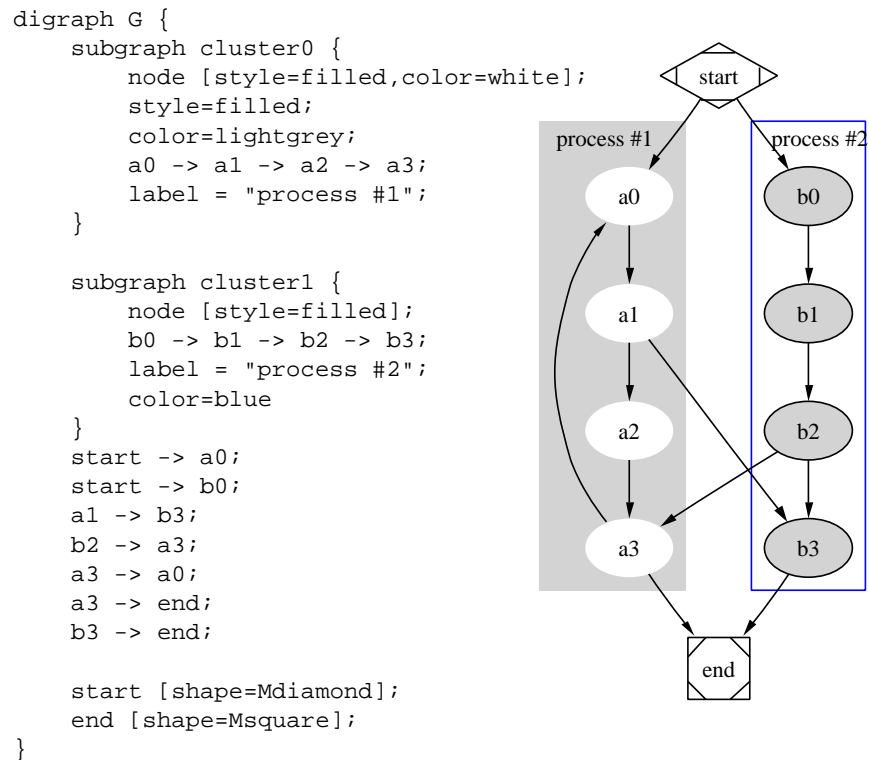 digraph G {
    subgraph cluster0 {
        node [style=filled,color=white];
        style=filled;
        color=lightgrey;
        a0 -> a1 -> a2 -> a3;
        label = "process #1";
    }

    subgraph cluster1 {
        node [style=filled];
        b0 -> b1 -> b2 -> b3;
        label = "process #2";
        color=blue
    }
    start -> a0;
    start -> b0;
    a1 -> b3;
    b2 -> a3;
    a3 -> a0;
    a3 -> end;
    b3 -> end;

    start [shape=Mdiamond];
    end [shape=Msquare];
}
start
process #1
process #2
a0
b0
a1
b1
a2
b2
a3
b3
end